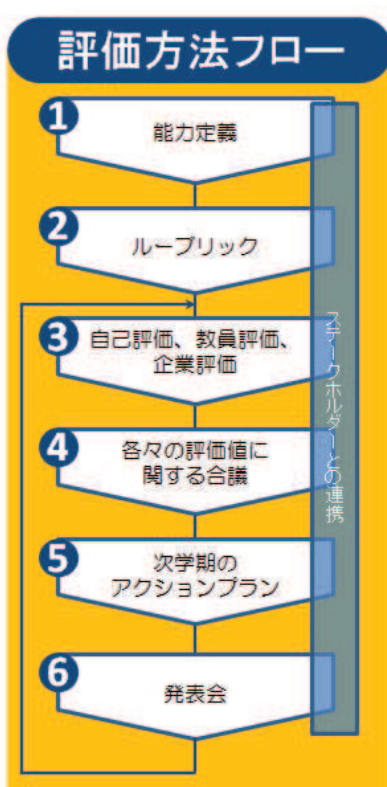 評価方法フロー
1
能力定義
2
ルーブリック
3
自己評価、教員評価、
企業評価
4
各々の評価値に
関する合議
5
次学期の
アクションプラン
6
発表会
ステークホルダーとの連携